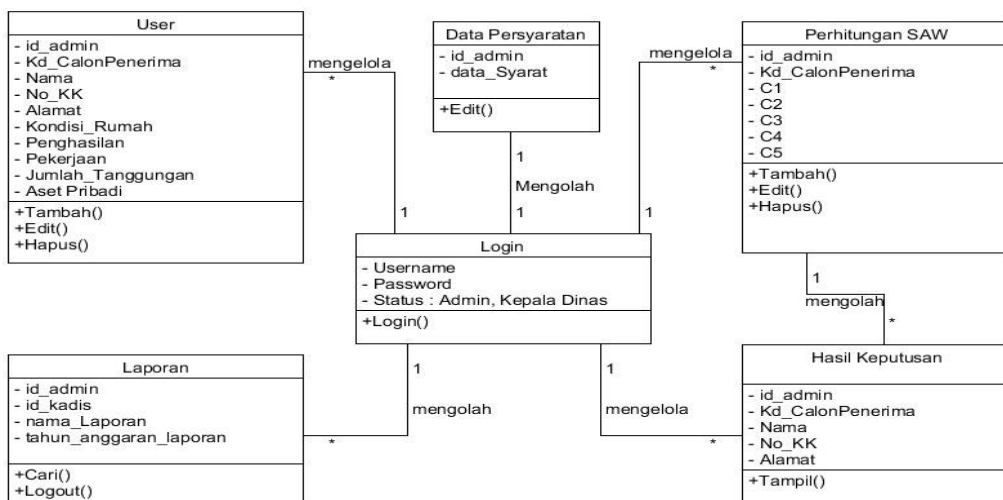 User
- id_admin
- Kd_CalonPenerima
- Nama
- No_KK
- Alamat
- Kondisi_Rumah
- Penghasilan
- Pekerjaan
- Jumlah_Tanggungan
- Aset Pribadi
+Tambah()
+Edit()
+Hapus()
mengelola
*
1
Data Persyaratan
- id_admin
- data_Syarat
+Edit()
1
Mengolah
1
mengelola
*
1
Perhitungan SAW
- id_admin
- Kd_CalonPenerima
- C1
- C2
- C3
- C4
- C5
+Tambah()
+Edit()
+Hapus()
1
mengolah
*
Login
- Username
- Password
- Status : Admin, Kepala Dinas
+Login()
1
mengolah
*
1
mengelola
*
Laporan
- id_admin
- id_kadis
- nama_Laporan
- tahun_anggaran_laporan
+Cari()
+Logout()
Hasil Keputusan
- id_admin
- Kd_CalonPenerima
- Nama
- No_KK
- Alamat
+Tampil()